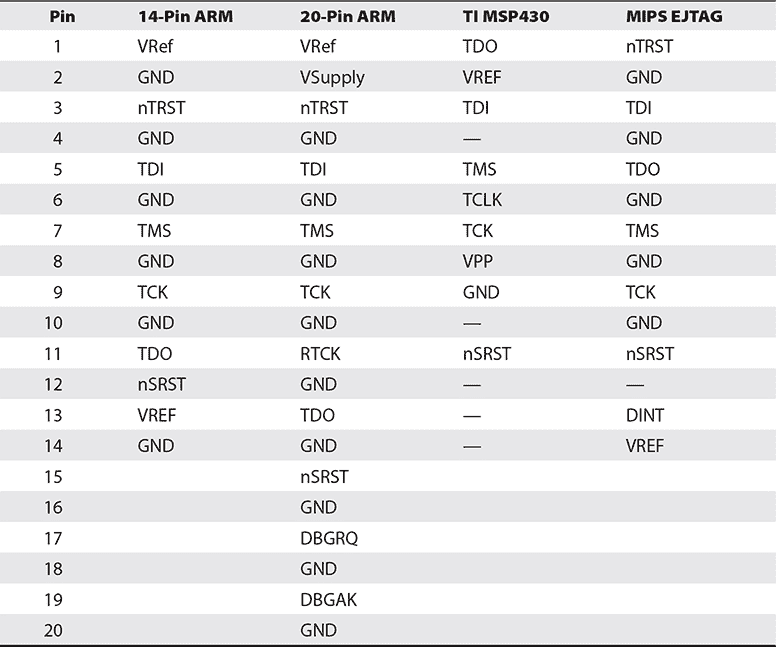 Pin 14-Pin ARM 20-Pin ARM TI MSP430 MIPS EJTAG
1 VRef VRef TDO nTRST
2 GND VSupply VREF GND
3 nTRST nTRST TDI TDI
4 GND GND — GND
5 TDI TDI TMS TDO
6 GND GND TCLK GND
7 TMS TMS TCK TMS
8 GND GND VPP GND
9 TCK TCK GND TCK
10 GND GND — GND
11 TDO RTCK nSRST nSRST
12 nSRST GND — —
13 VREF TDO — DINT
14 GND GND — VREF
15 nSRST
16 GND
17 DBGRQ
18 GND
19 DBGAK
20 GND